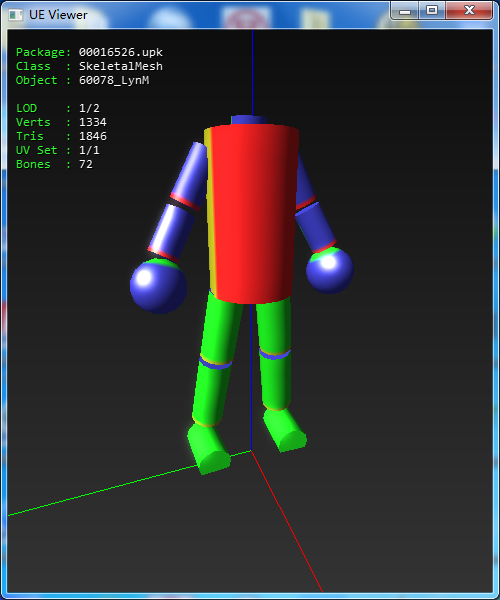 UE Viewer
Package: 00016526.upk
Class : SkeletalMesh
Object : 60078_LynM
LOD : 1/2
Verts : 1334
Tris : 1846
UV Set : 1/1
Bones : 72